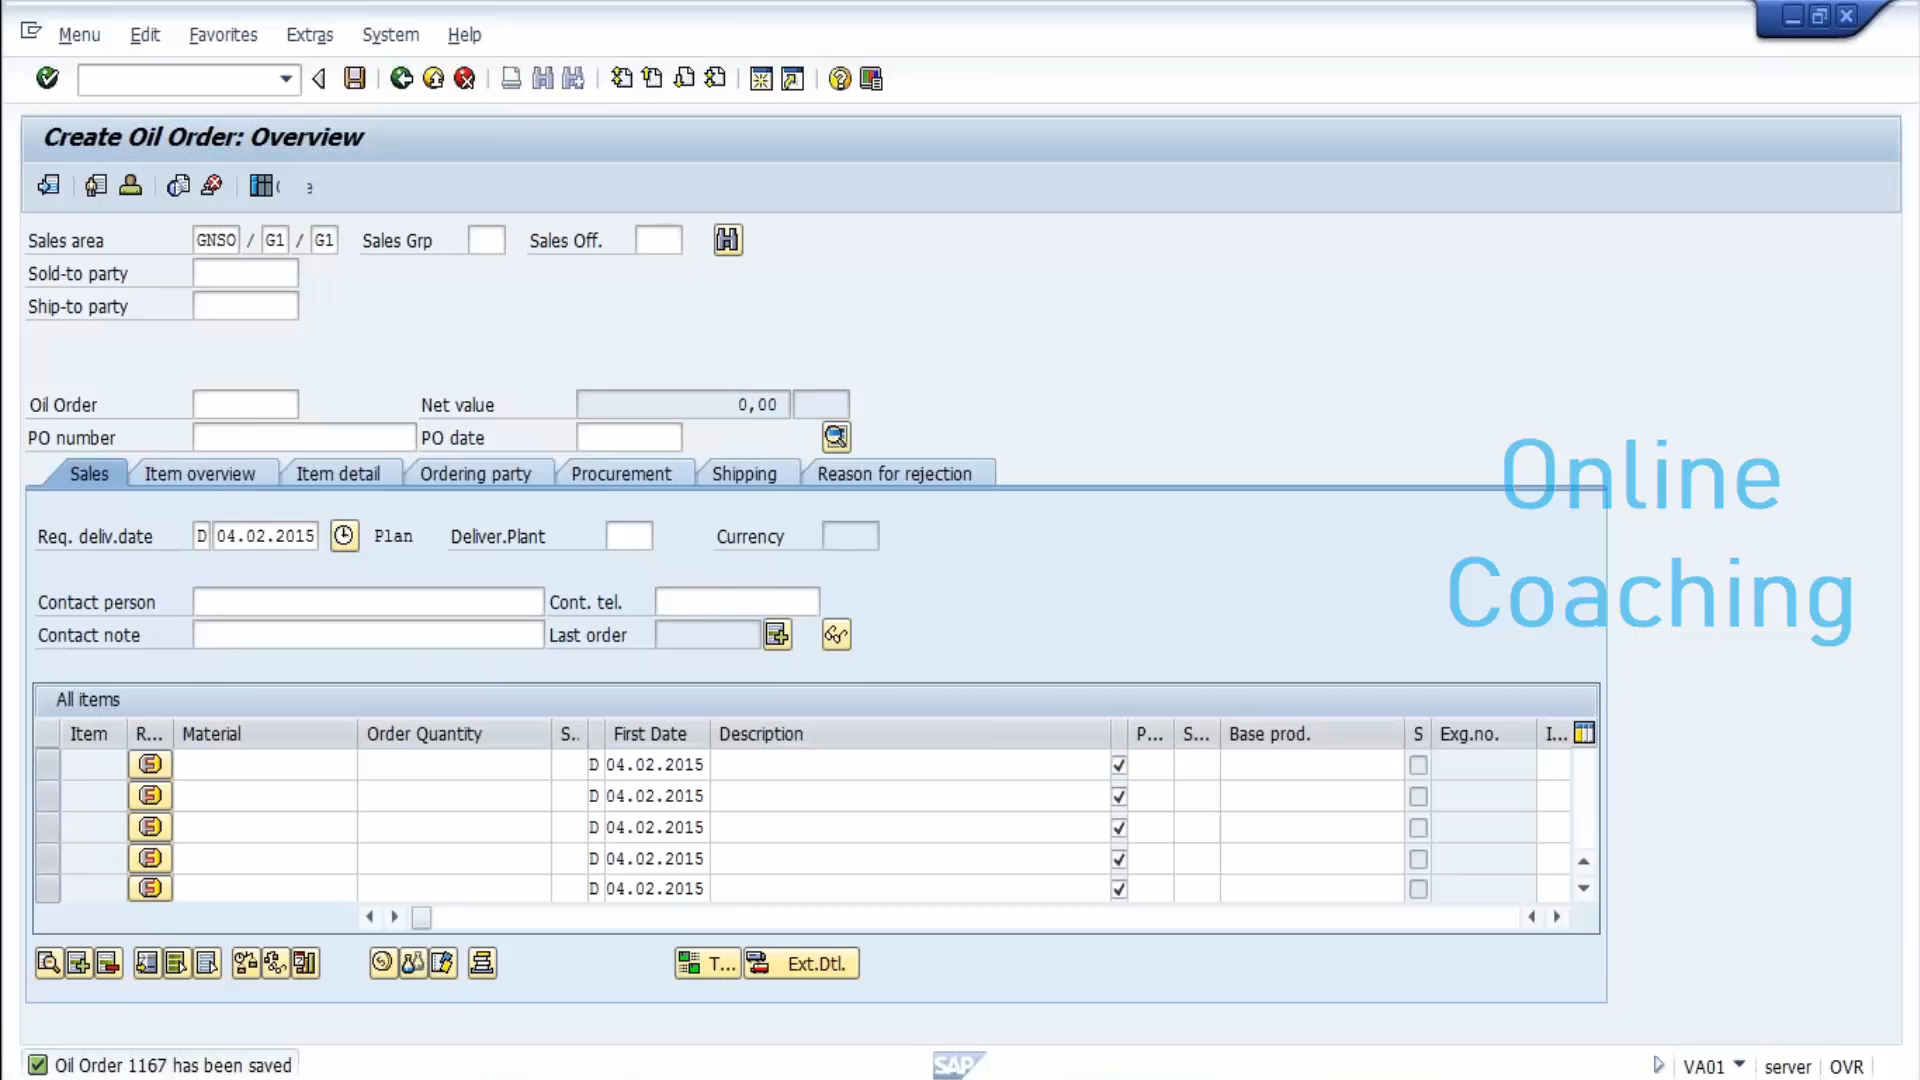 Menu Edit Favorites Extras System Help
Create Oil Order: Overview
Sales area GNSO / G1 / G1 Sales Grp Sales Off.
Sold-to party
Ship-to party
Oil Order Net value 0,00
PO number PO date
Sales Item overview Item detail Ordering party Procurement Shipping Reason for rejection
Online
Coaching
Req. deliv.date D 04.02.2015 Plan Deliver.Plant Currency
Contact person Cont. tel.
Contact note Last order
All items
Item R... Material Order Quantity S.. First Date Description P... S... Base prod. S Exg.no. I...
D 04.02.2015
D 04.02.2015
D 04.02.2015
D 04.02.2015
D 04.02.2015
T... Ext.Dtl.
Oil Order 1167 has been saved SAP VA01 server OVR